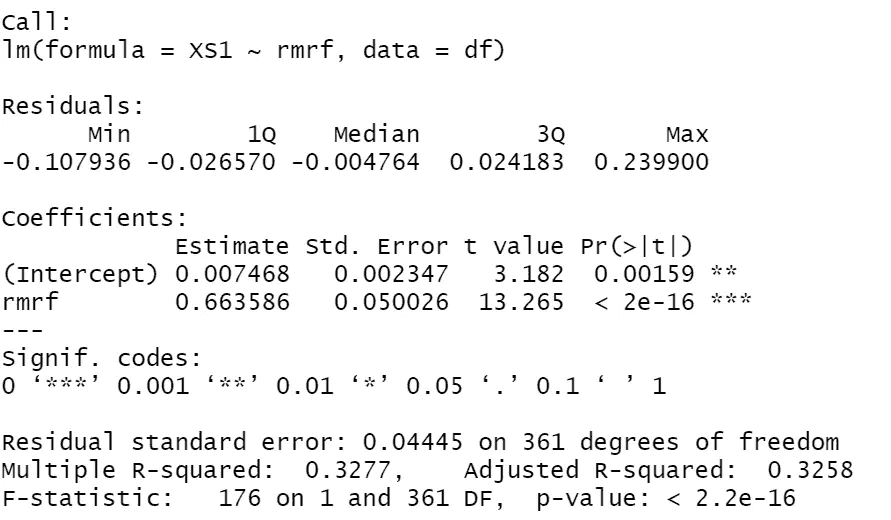 Call:
lm(formula = XS1 ~ rmrf, data = df)
Residuals:
Min 1Q Median 3Q Max
-0.107936 -0.026570 -0.004764 0.024183 0.239900
Coefficients:
Estimate Std. Error t value Pr(>|t|)
(Intercept) 0.007468 0.002347 3.182 0.00159 **
rmrf 0.663586 0.050026 13.265 < 2e-16 ***
---
Signif. codes:
0 ‘***’ 0.001 ‘**’ 0.01 ‘*’ 0.05 ‘.’ 0.1 ‘ ’ 1
Residual standard error: 0.04445 on 361 degrees of freedom
Multiple R-squared: 0.3277, Adjusted R-squared: 0.3258
F-statistic: 176 on 1 and 361 DF, p-value: < 2.2e-16